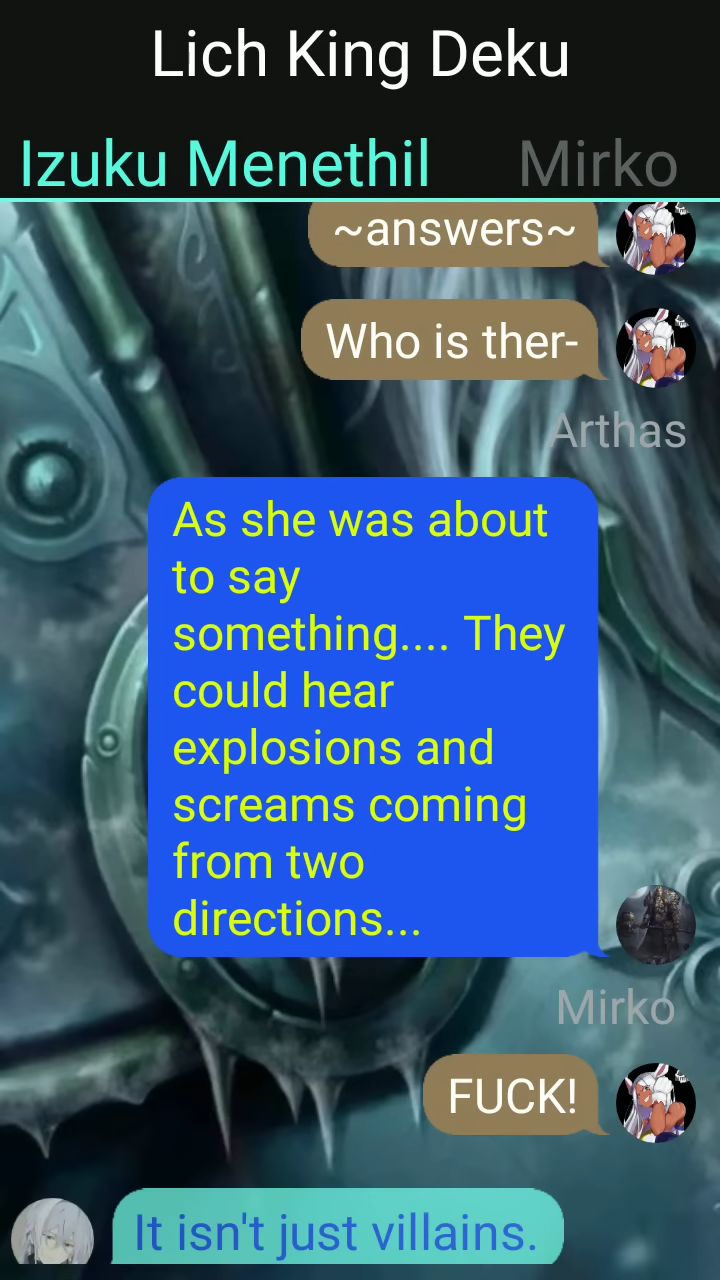 Lich King Deku
Izuku Menethil Mirko
~answers~
Who is ther-
Arthas
As she was about
to say
something.... They
could hear
explosions and
screams coming
from two
directions...
Mirko
FUCK!
It isn't just villains.